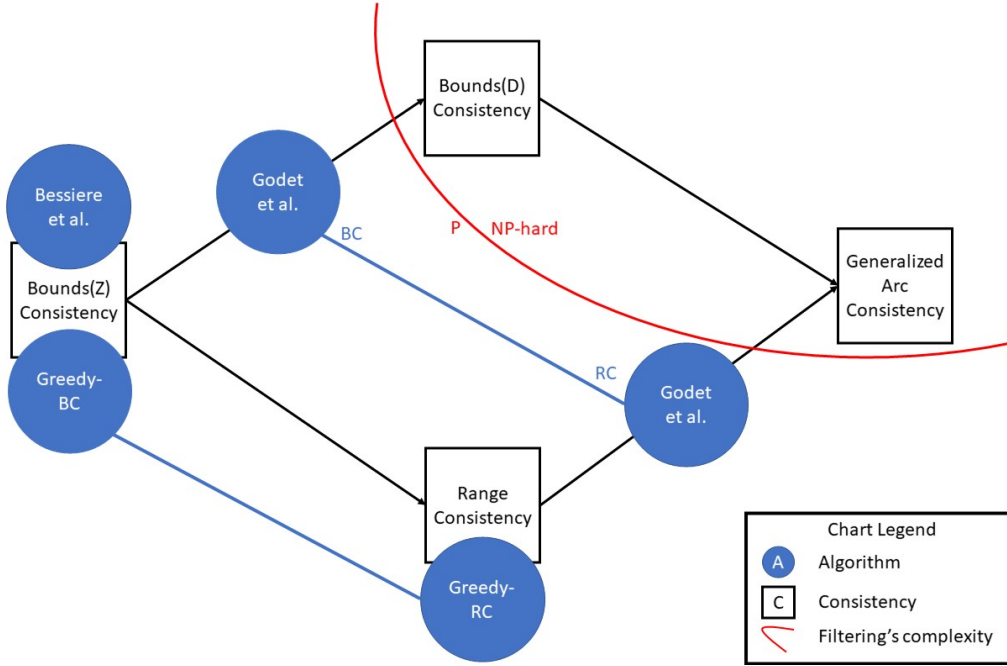 Bounds(D)
Consistency
Bessiere
et al.
Godet
et al.
BC
P
NP-hard
Bounds(Z)
Consistency
Generalized
Arc
Consistency
Greedy-
BC
RC
Godet
et al.
Range
Consistency
Greedy-
RC
Chart Legend
A
Algorithm
C
Consistency
Filtering's complexity